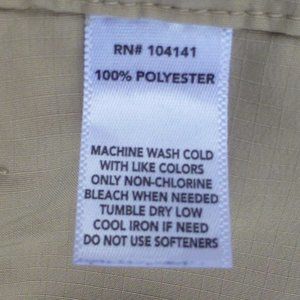 RN# 104141
100% POLYESTER
MACHINE WASH COLD
WITH LIKE COLORS
ONLY NON-CHLORINE
BLEACH WHEN NEEDED
TUMBLE DRY LOW
COOL IRON IF NEED
DO NOT USE SOFTENERS